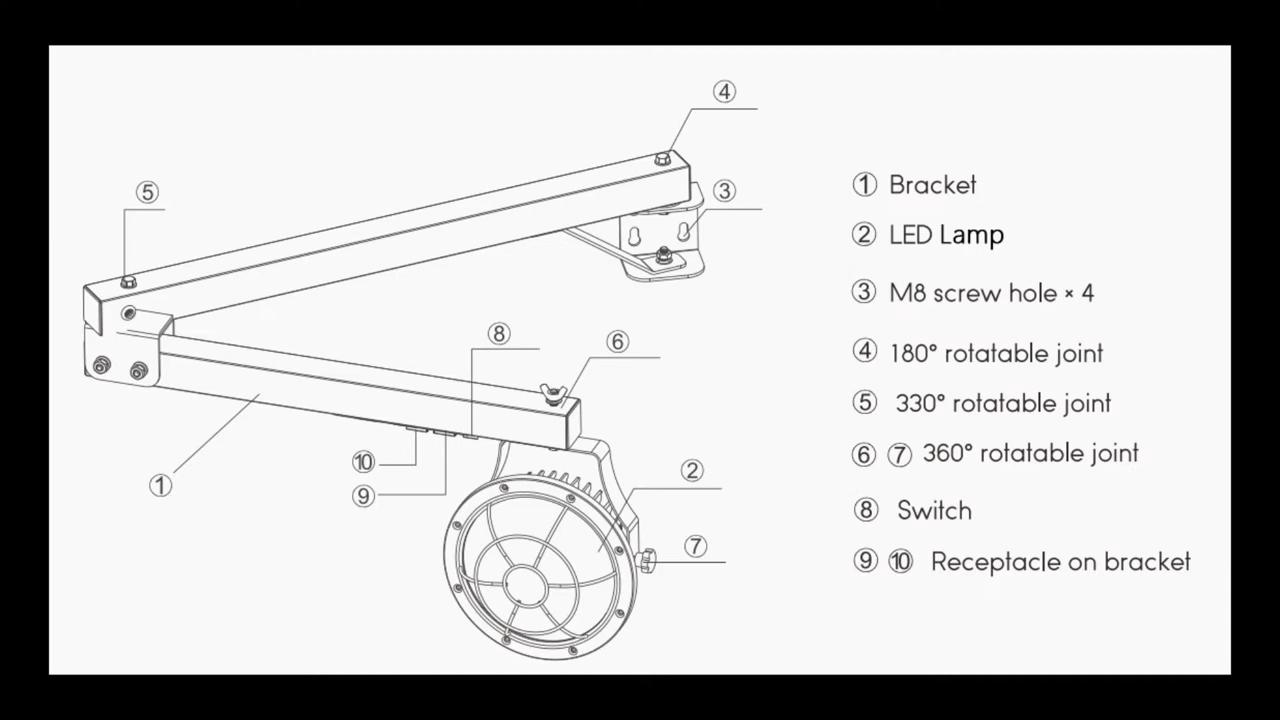 ④
③
⑤
⑧
⑥
⑩
⑨
①
②
⑦
① Bracket
② LED Lamp
③ M8 screw hole × 4
④ 180° rotatable joint
⑤ 330° rotatable joint
⑥ ⑦ 360° rotatable joint
⑧ Switch
⑨ ⑩ Receptacle on bracket